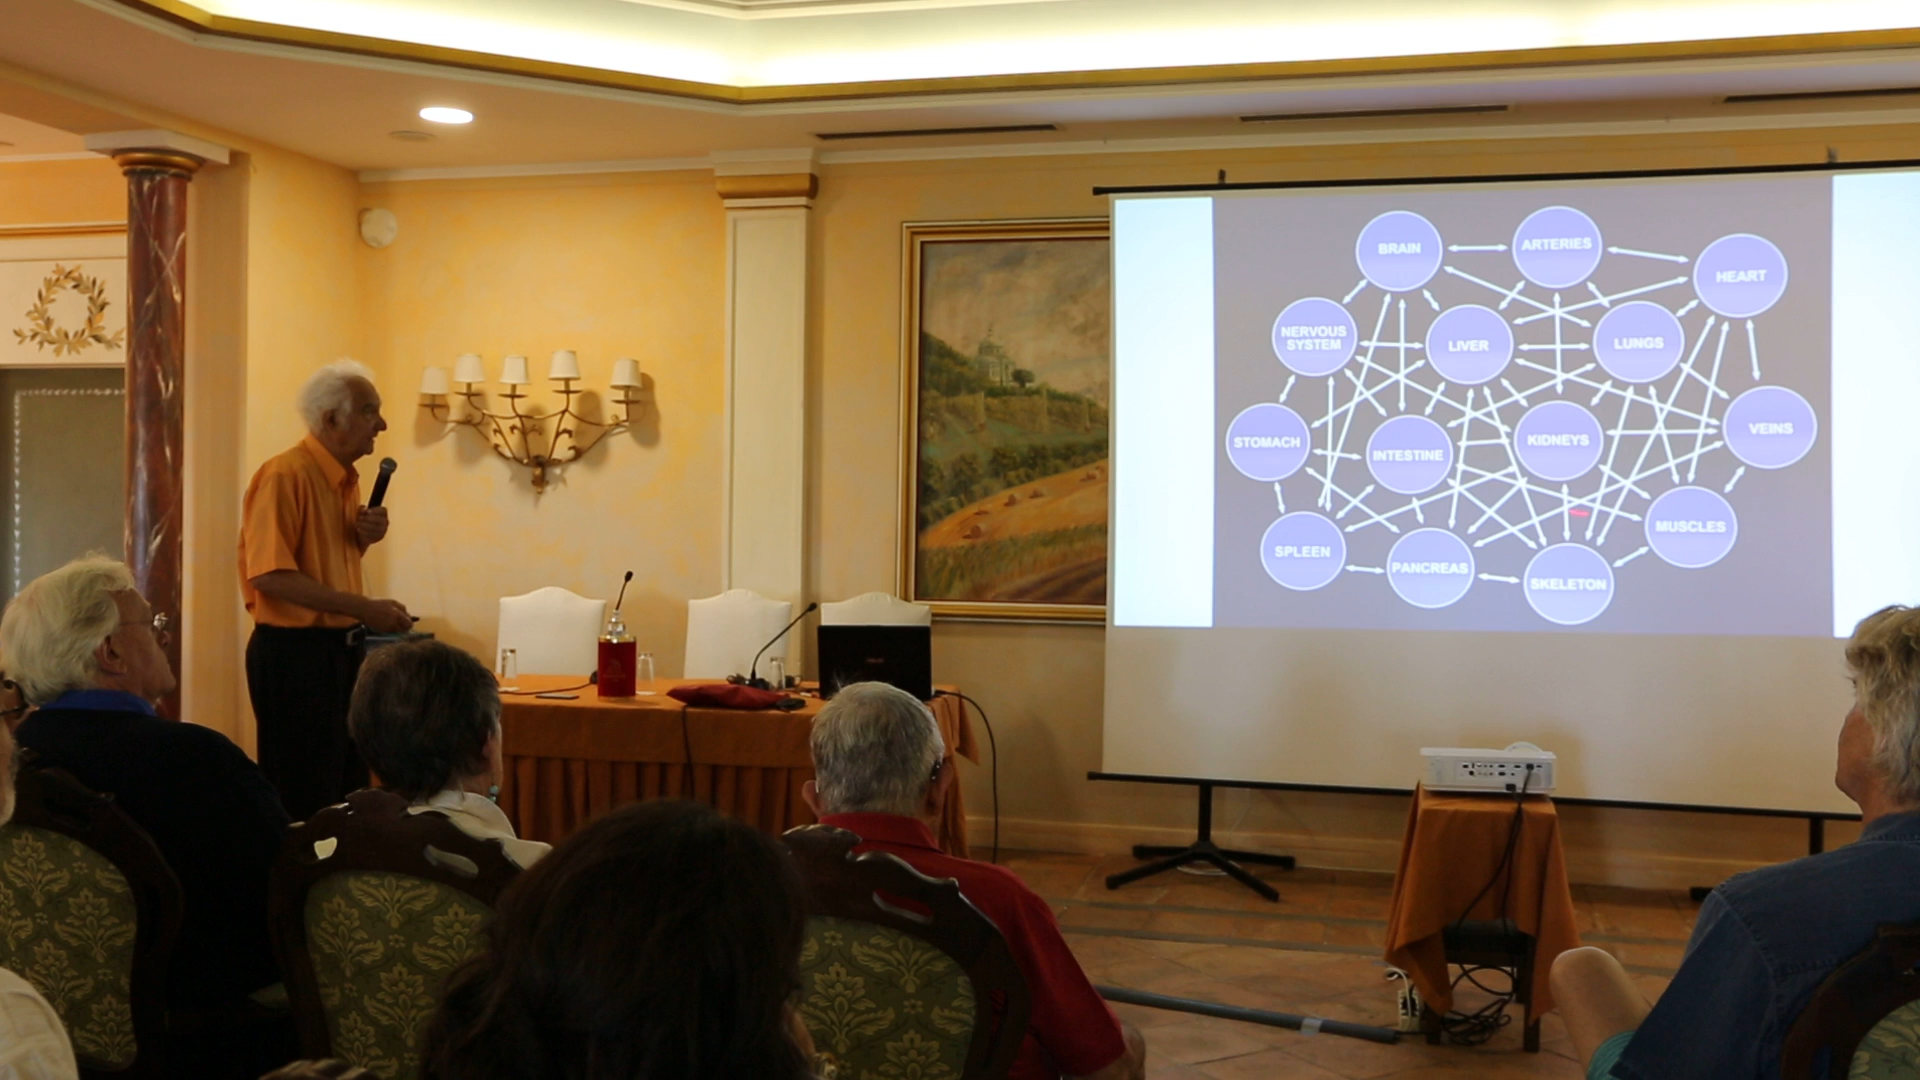 BRAIN
ARTERIES
HEART
NERVOUS
SYSTEM
LIVER
LUNGS
STOMACH
INTESTINE
KIDNEYS
VEINS
SPLEEN
PANCREAS
SKELETON
MUSCLES